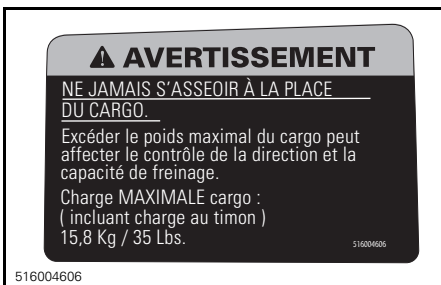 AVERTISSEMENT
NE JAMAIS S'ASSEOIR À LA PLACE
DU CARGO.
Excéder le poids maximal du cargo peut
affecter le contrôle de la direction et la
capacité de freinage.
Charge MAXIMALE cargo :
( incluant charge au timon )
15,8 Kg / 35 Lbs.
516004606
516004606